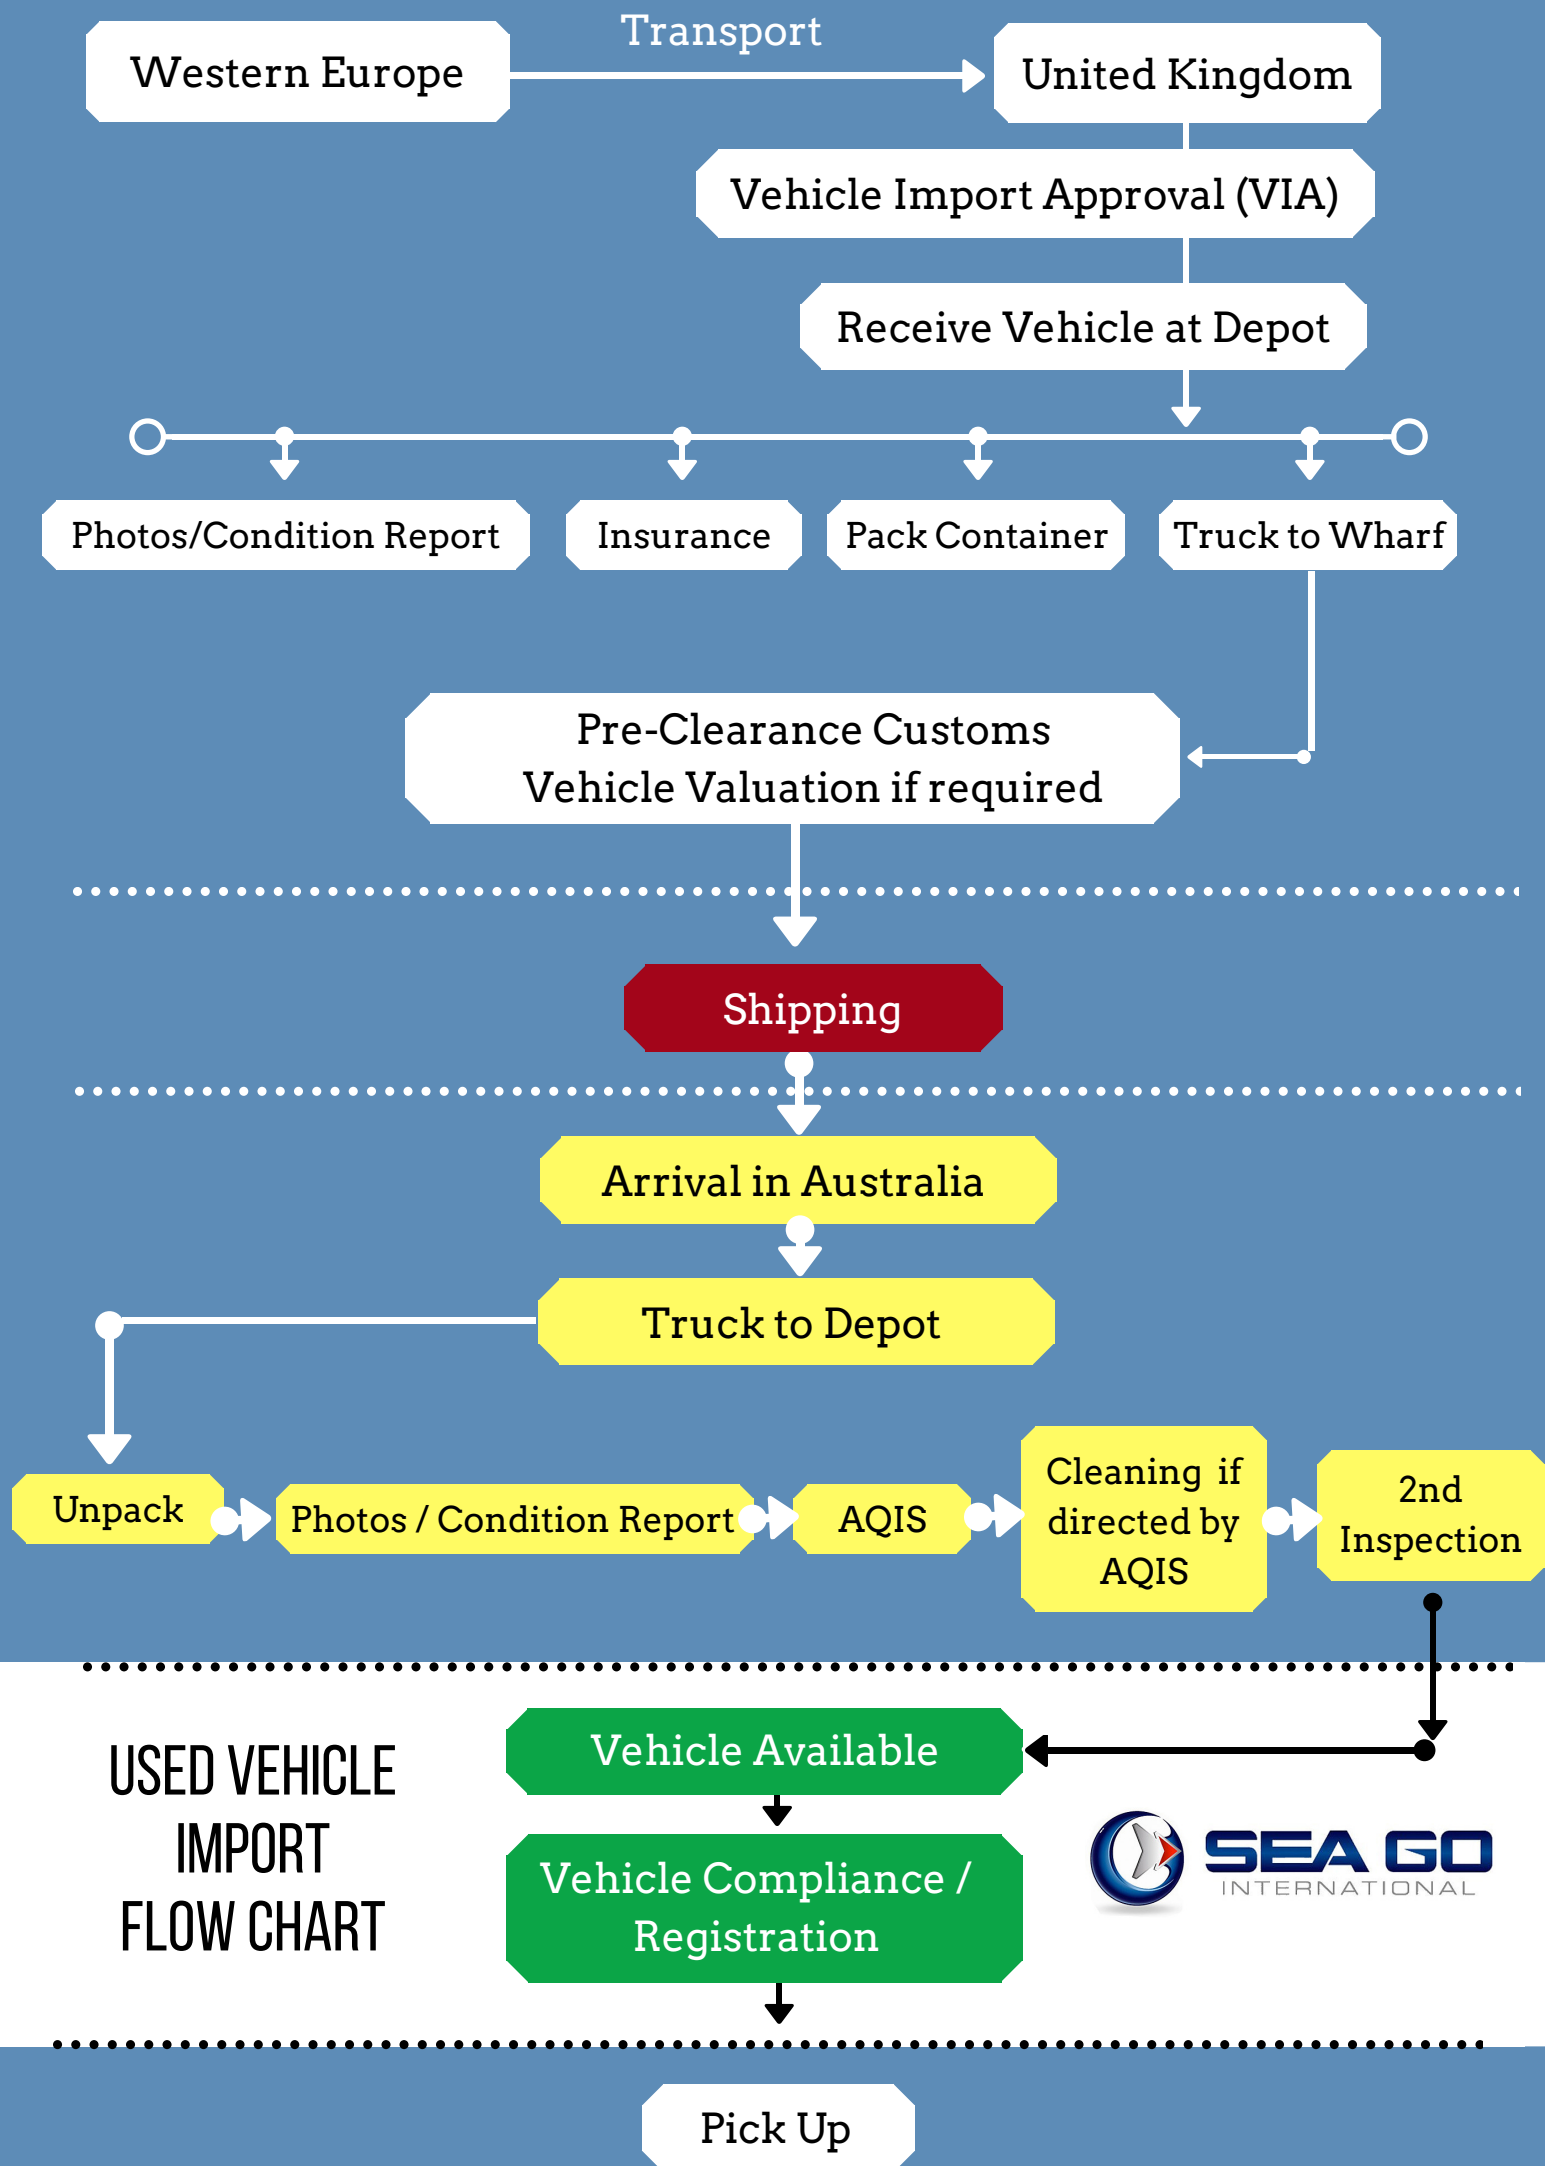 Transport
Western Europe
United Kingdom
Vehicle Import Approval (VIA)
Receive Vehicle at Depot
Photos/Condition Report
Insurance
Pack Container
Truck to Wharf
Pre-Clearance Customs
Vehicle Valuation if required
Shipping
Arrival in Australia
Truck to Depot
Unpack
Photos / Condition Report
AQIS
Cleaning if
directed by
AQIS
2nd
Inspection
USED VEHICLE
IMPORT
FLOW CHART
Vehicle Available
Vehicle Compliance /
Registration
SEA GO
INTERNATIONAL
Pick Up